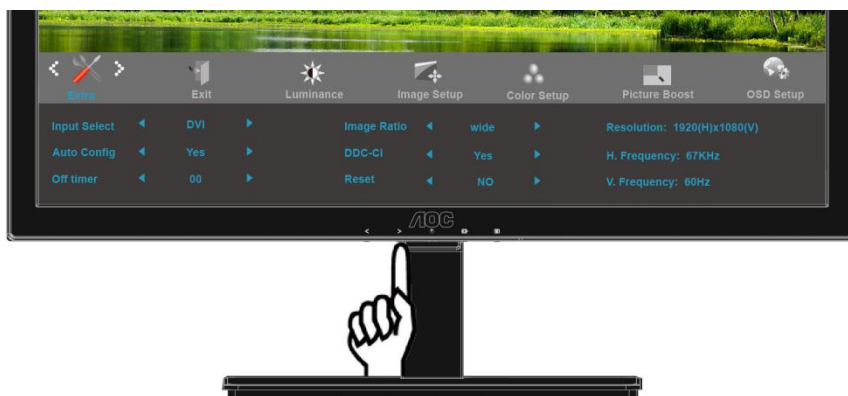 Extra Exit Luminance Image Setup Color Setup Picture Boost OSD Setup
Input Select DVI Image Ratio wide Resolution: 1920(H)x1080(V)
Auto Config Yes DDC-CI Yes H. Frequency: 67KHz
Off timer 00 Reset NO V. Frequency: 60Hz
AOC
< >